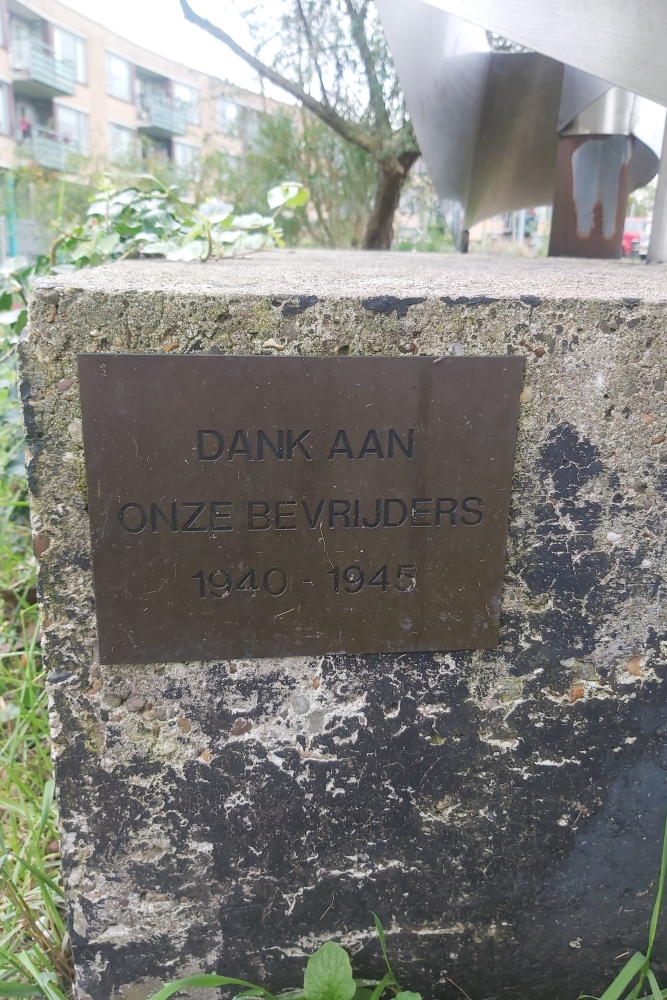 DANK AAN
ONZE BEVRIJDERS
1940 - 1945